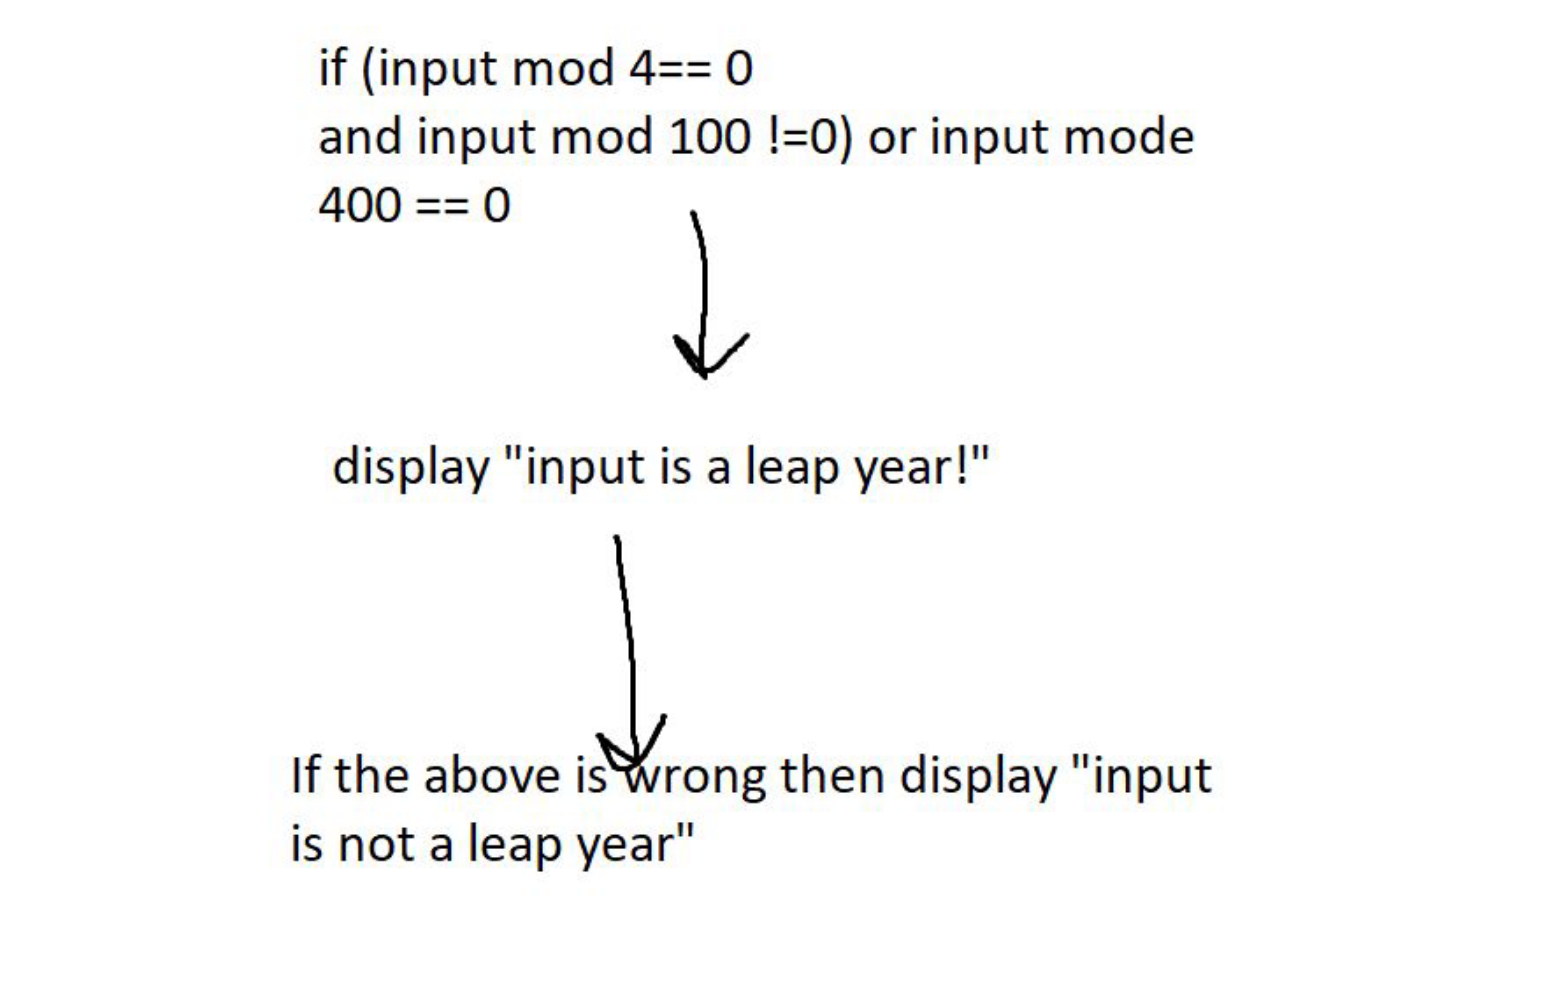 if (input mod 4== 0
and input mod 100 !=0) or input mode
400 == 0
display "input is a leap year!"
If the above is wrong then display "input
is not a leap year"